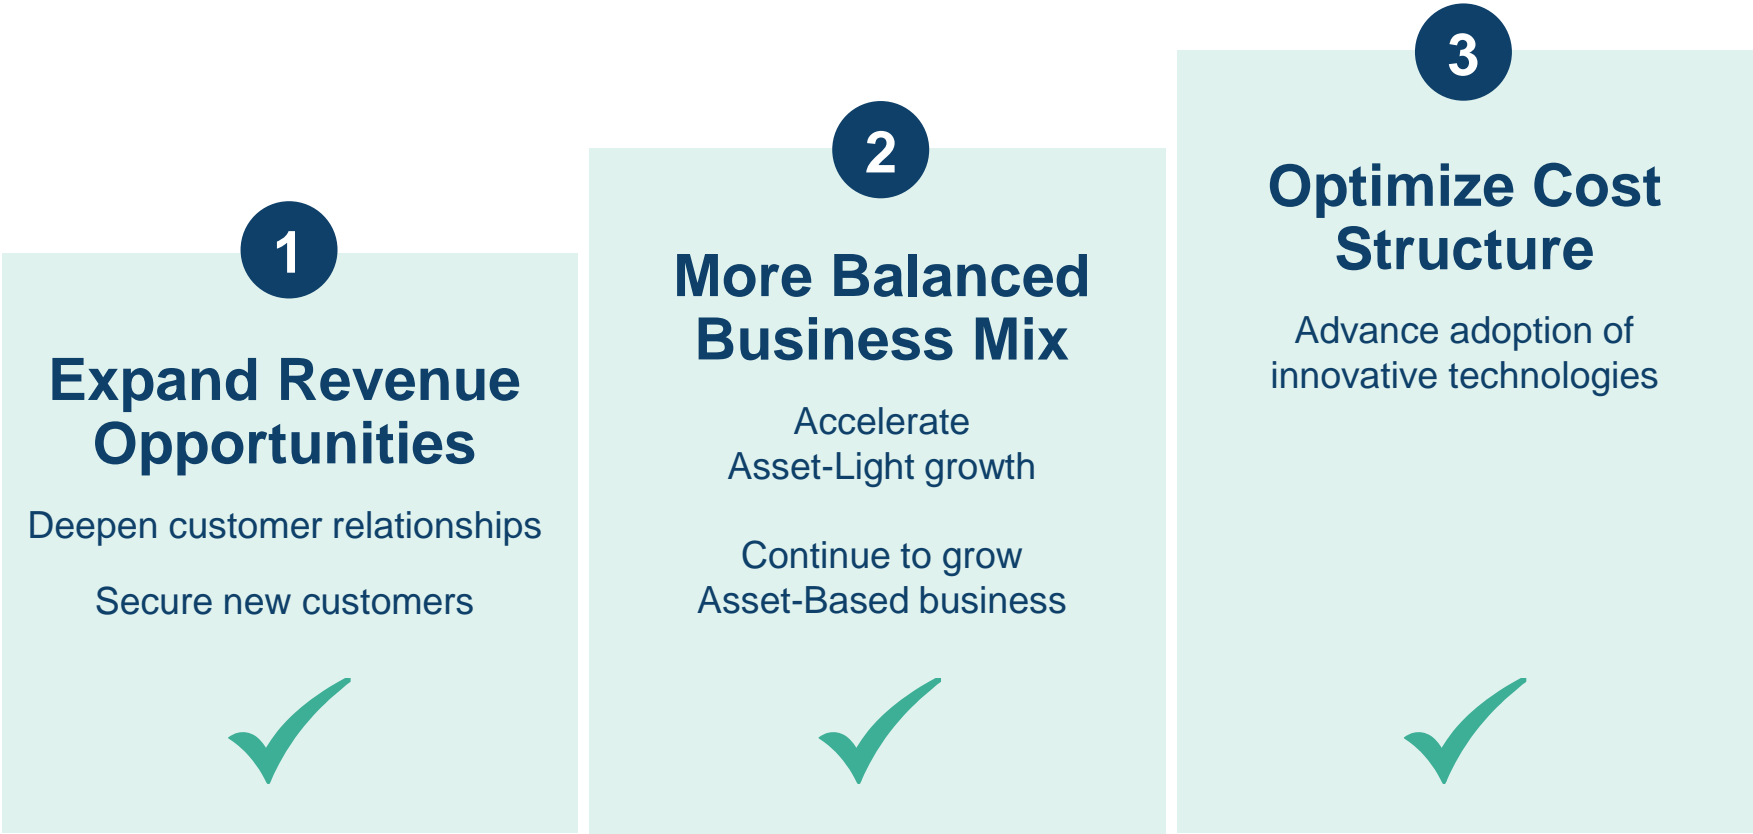 1
Expand Revenue
Opportunities
Deepen customer relationships
Secure new customers
2
More Balanced
Business Mix
Accelerate
Asset-Light growth
Continue to grow
Asset-Based business
3
Optimize Cost
Structure
Advance adoption of
innovative technologies